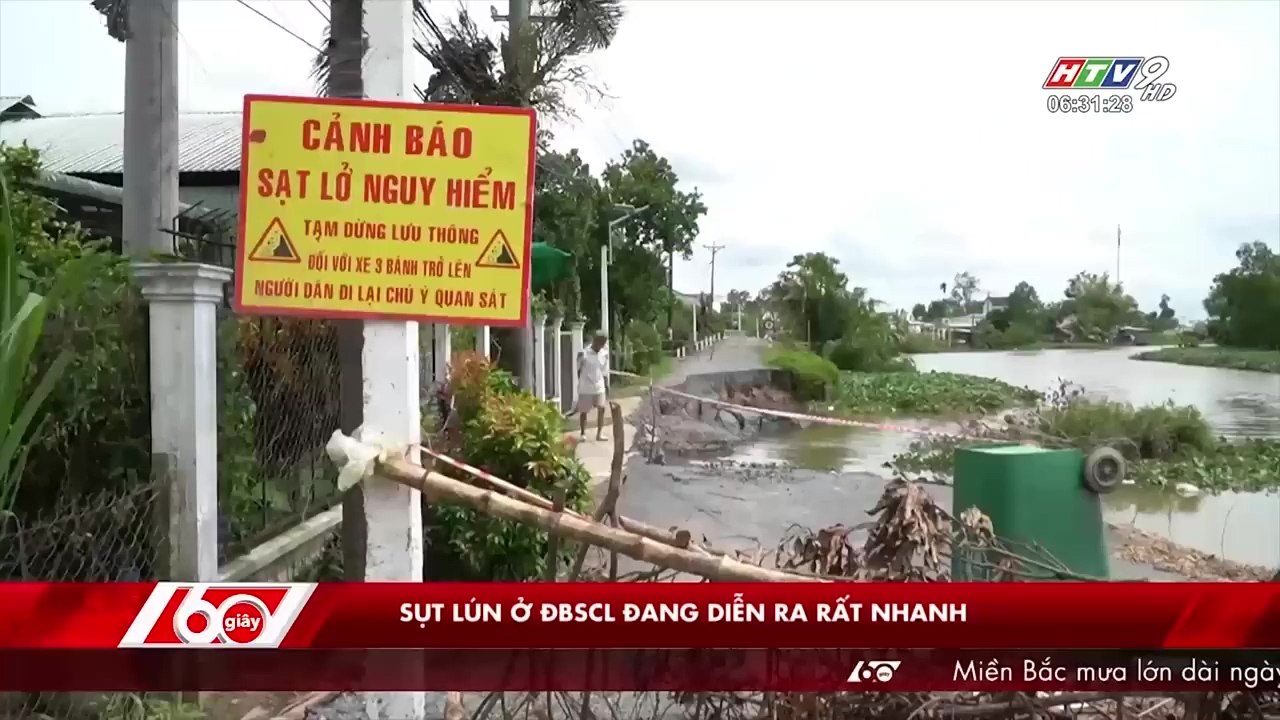 HTV9 HD
06:31:28
CẢNH BÁO
SẠT LỞ NGUY HIỂM
TẠM DỪNG LƯU THÔNG
ĐỐI VỚI XE 3 BÁNH TRỞ LÊN
NGƯỜI DÂN ĐI LẠI CHÚ Ý QUAN SÁT
60 giây
SỤT LÚN Ở ĐBSCL ĐANG DIỄN RA RẤT NHANH
60 giây
Miền Bắc mưa lớn dài ngày